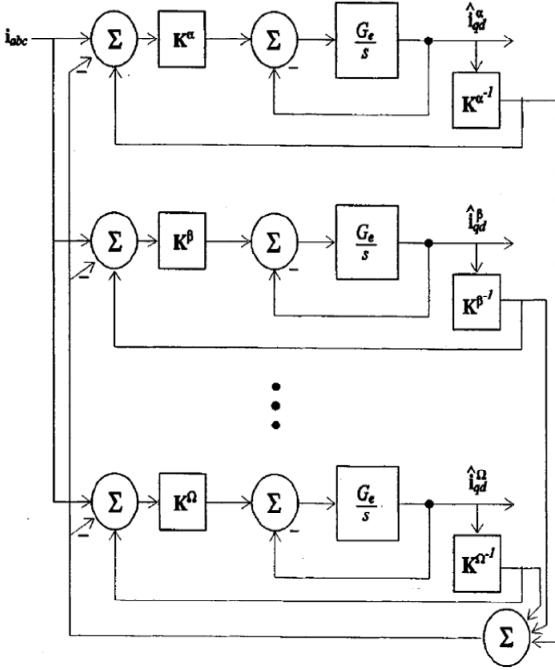 i_abc Σ K^α Σ G_e/s î_qd^α
−
−
K^α-1
Σ K^β Σ G_e/s î_qd^β
−
−
K^β-1
Σ K^Ω Σ G_e/s î_qd^Ω
−
−
K^Ω-1
Σ